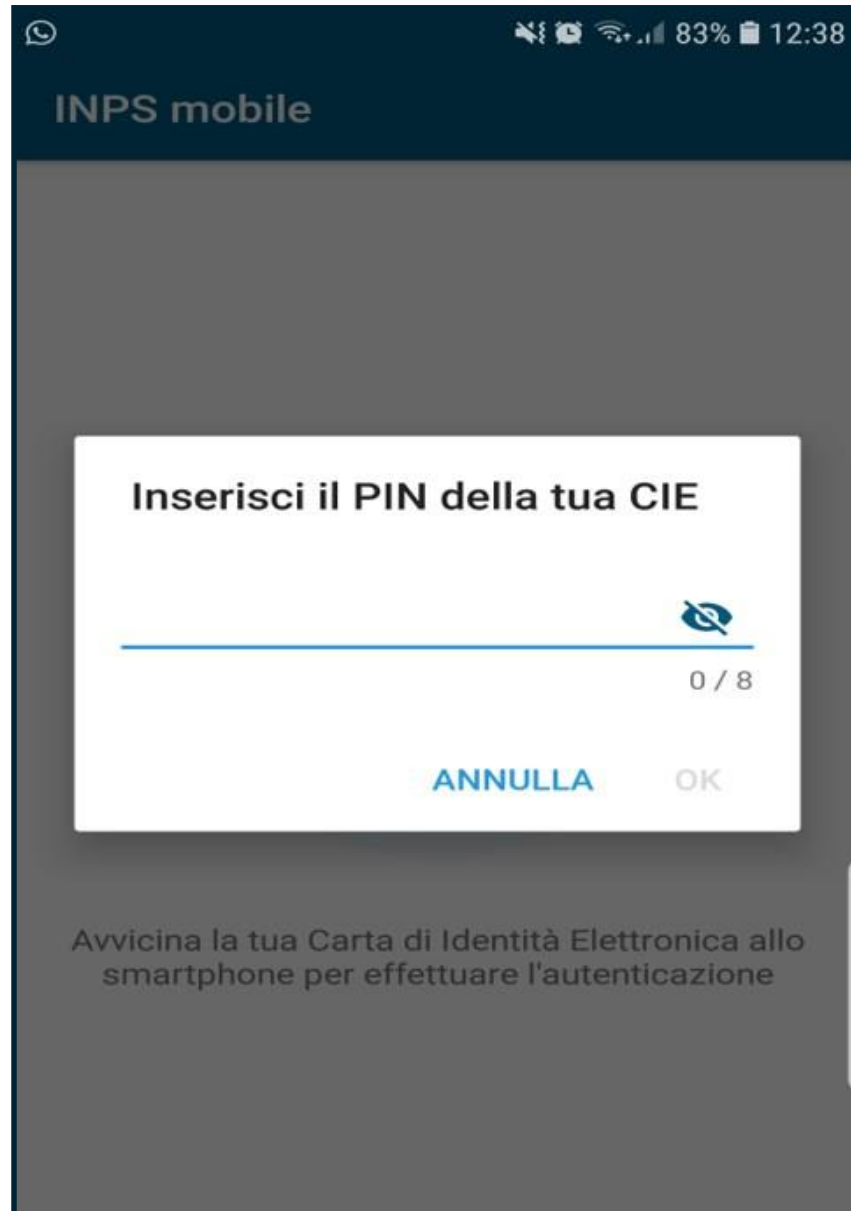 83% 12:38
INPS mobile
Inserisci il PIN della tua CIE
0 / 8
ANNULLA OK
Avvicina la tua Carta di Identità Elettronica allo
smartphone per effettuare l'autenticazione